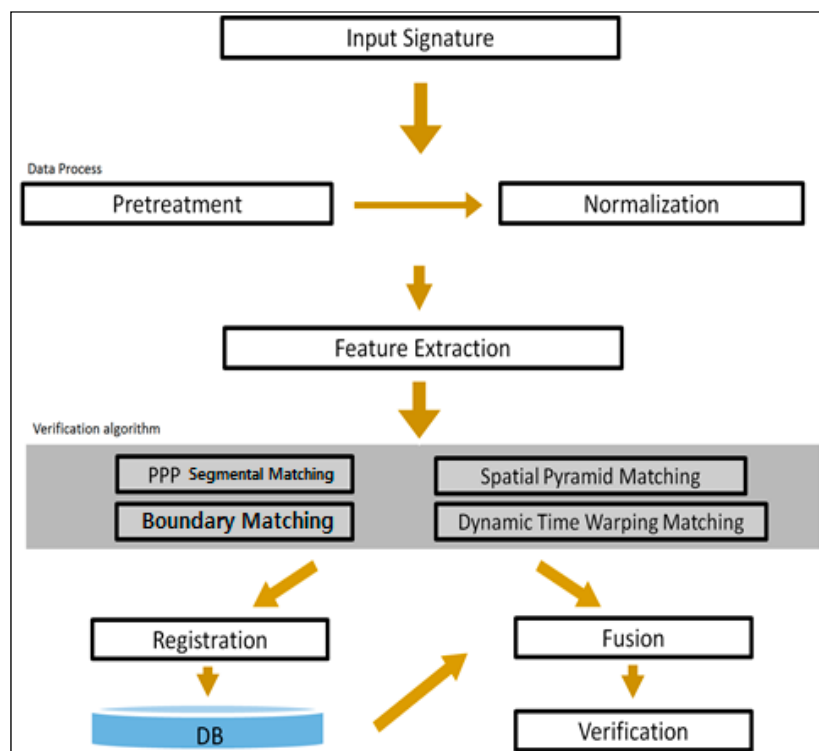 Input Signature
Data Process
Pretreatment
Normalization
Feature Extraction
Verification algorithm
PPP Segmental Matching
Spatial Pyramid Matching
Boundary Matching
Dynamic Time Warping Matching
Registration
Fusion
DB
Verification